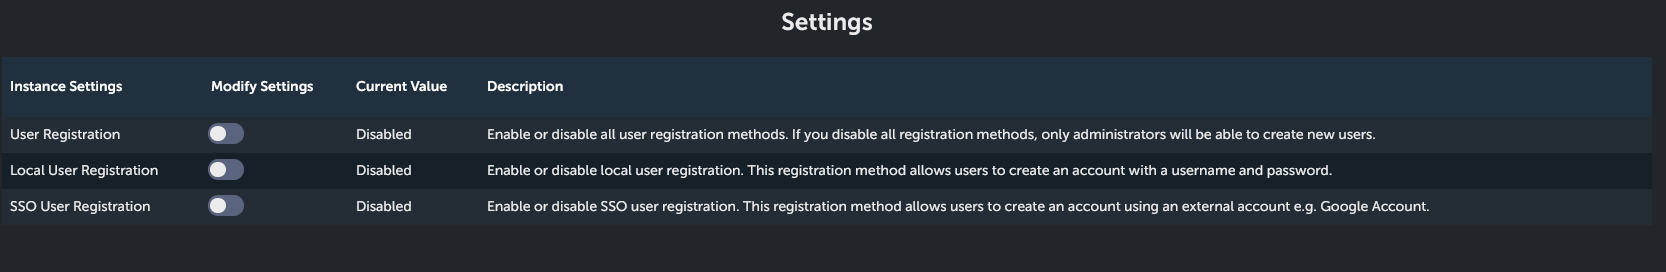 Settings
Instance Settings Modify Settings Current Value Description
User Registration Disabled Enable or disable all user registration methods. If you disable all registration methods, only administrators will be able to create new users.
Local User Registration Disabled Enable or disable local user registration. This registration method allows users to create an account with a username and password.
SSO User Registration Disabled Enable or disable SSO user registration. This registration method allows users to create an account using an external account e.g. Google Account.